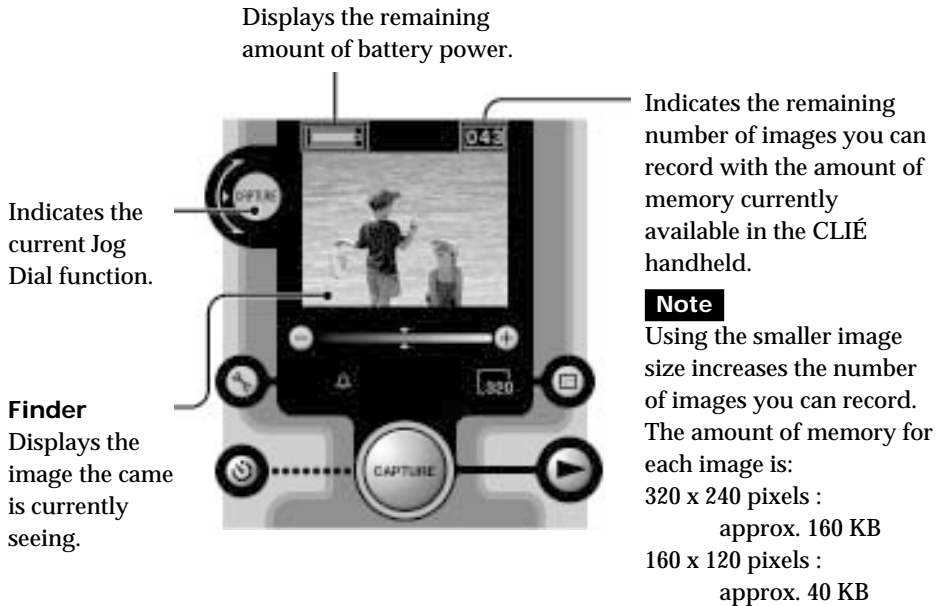 Displays the remaining
amount of battery power.
Indicates the remaining
number of images you can
record with the amount of
memory currently
available in the CLIÉ
handheld.
Note
Using the smaller image
size increases the number
of images you can record.
The amount of memory for
each image is:
320 x 240 pixels :
approx. 160 KB
160 x 120 pixels :
approx. 40 KB
Indicates the
current Jog
Dial function.
Finder
Displays the
image the came
is currently
seeing.
043
CAPTURE
320
CAPTURE